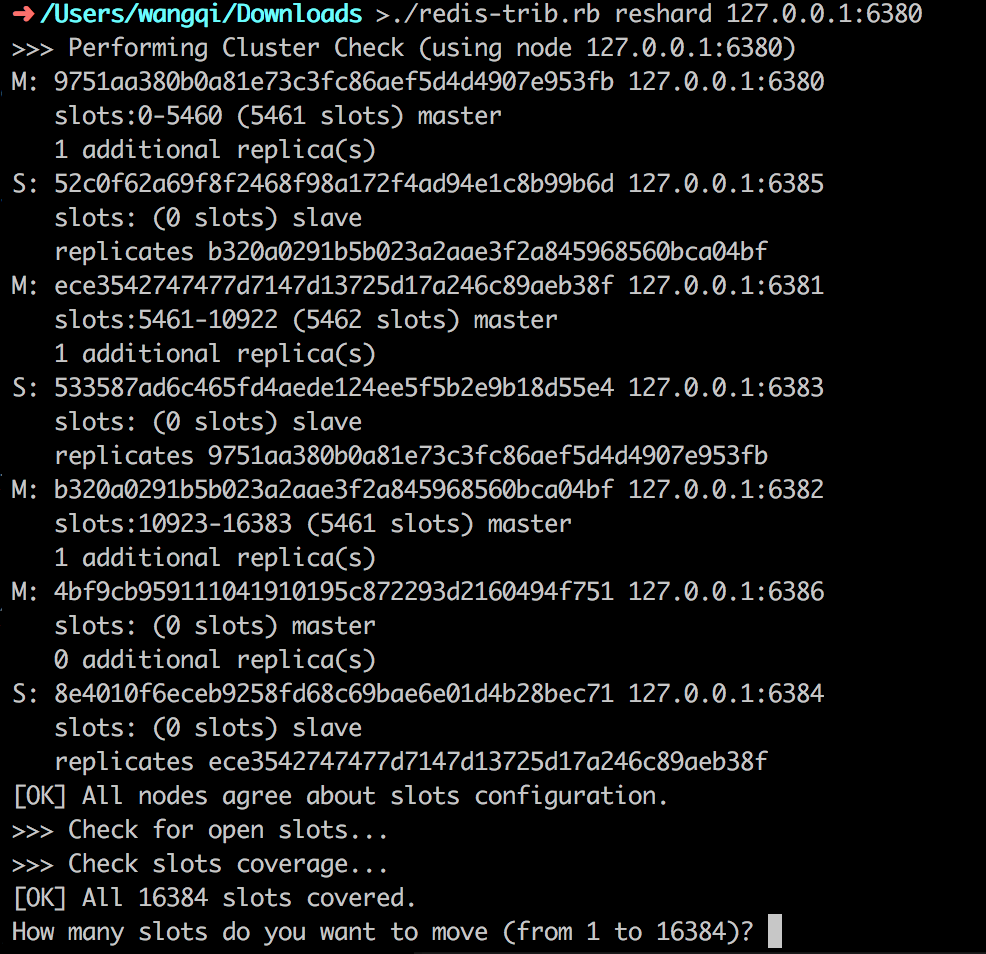 ➜ /Users/wangqi/Downloads >./redis-trib.rb reshard 127.0.0.1:6380
>>> Performing Cluster Check (using node 127.0.0.1:6380)
M: 9751aa380b0a81e73c3fc86aef5d4d4907e953fb 127.0.0.1:6380
   slots:0-5460 (5461 slots) master
   1 additional replica(s)
S: 52c0f62a69f8f2468f98a172f4ad94e1c8b99b6d 127.0.0.1:6385
   slots: (0 slots) slave
   replicates b320a0291b5b023a2aae3f2a845968560bca04bf
M: ece3542747477d7147d13725d17a246c89aeb38f 127.0.0.1:6381
   slots:5461-10922 (5462 slots) master
   1 additional replica(s)
S: 533587ad6c465fd4aede124ee5f5b2e9b18d55e4 127.0.0.1:6383
   slots: (0 slots) slave
   replicates 9751aa380b0a81e73c3fc86aef5d4d4907e953fb
M: b320a0291b5b023a2aae3f2a845968560bca04bf 127.0.0.1:6382
   slots:10923-16383 (5461 slots) master
   1 additional replica(s)
M: 4bf9cb959111041910195c872293d2160494f751 127.0.0.1:6386
   slots: (0 slots) master
   0 additional replica(s)
S: 8e4010f6eceb9258fd68c69bae6e01d4b28bec71 127.0.0.1:6384
   slots: (0 slots) slave
   replicates ece3542747477d7147d13725d17a246c89aeb38f
[OK] All nodes agree about slots configuration.
>>> Check for open slots...
>>> Check slots coverage...
[OK] All 16384 slots covered.
How many slots do you want to move (from 1 to 16384)?